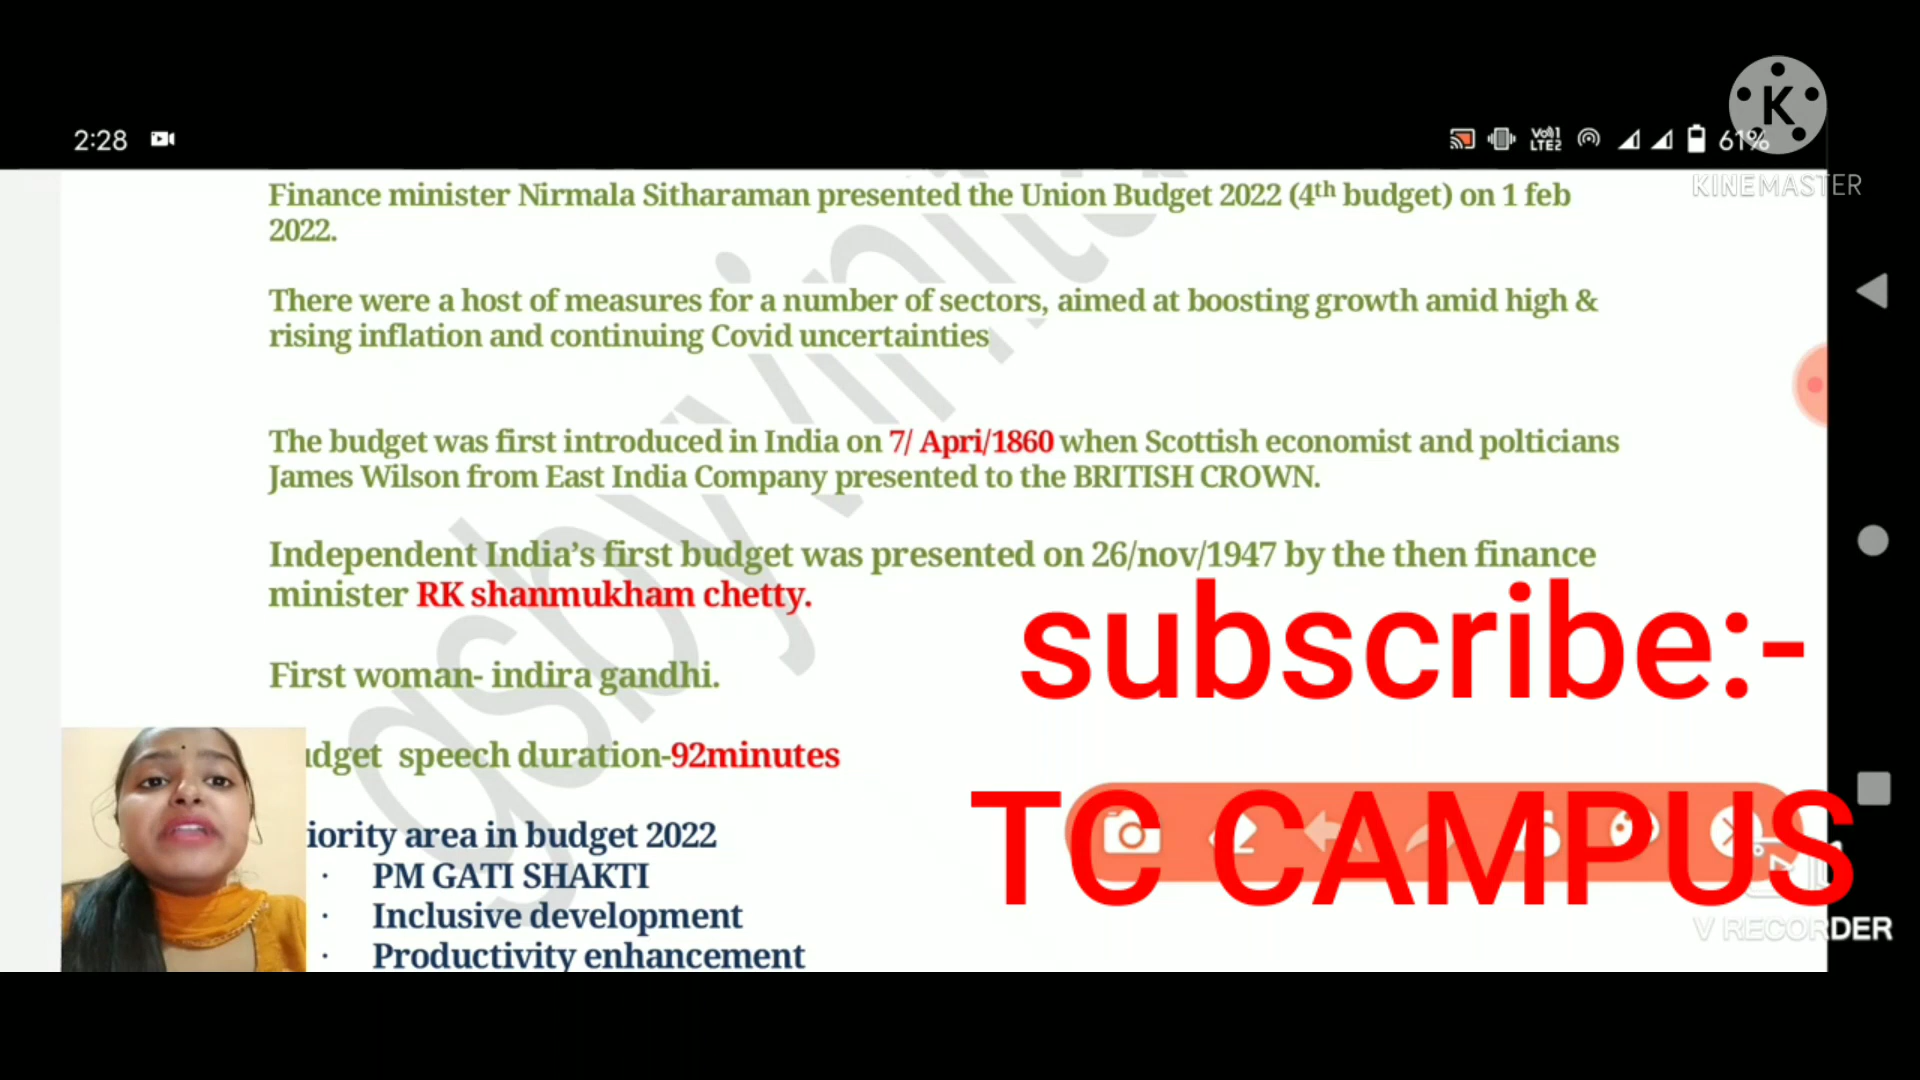 2:28
Vo))1
LTE2
61%
K
KINEMASTER
Finance minister Nirmala Sitharaman presented the Union Budget 2022 (4th budget) on 1 feb
2022.
There were a host of measures for a number of sectors, aimed at boosting growth amid high &
rising inflation and continuing Covid uncertainties
The budget was first introduced in India on 7/ Apri/1860 when Scottish economist and polticians
James Wilson from East India Company presented to the BRITISH CROWN.
Independent India’s first budget was presented on 26/nov/1947 by the then finance
minister RK shanmukham chetty.
First woman- indira gandhi.
udget speech duration-92minutes
iority area in budget 2022
· PM GATI SHAKTI
· Inclusive development
· Productivity enhancement
subscribe:-
TC CAMPUS
V RECORDER